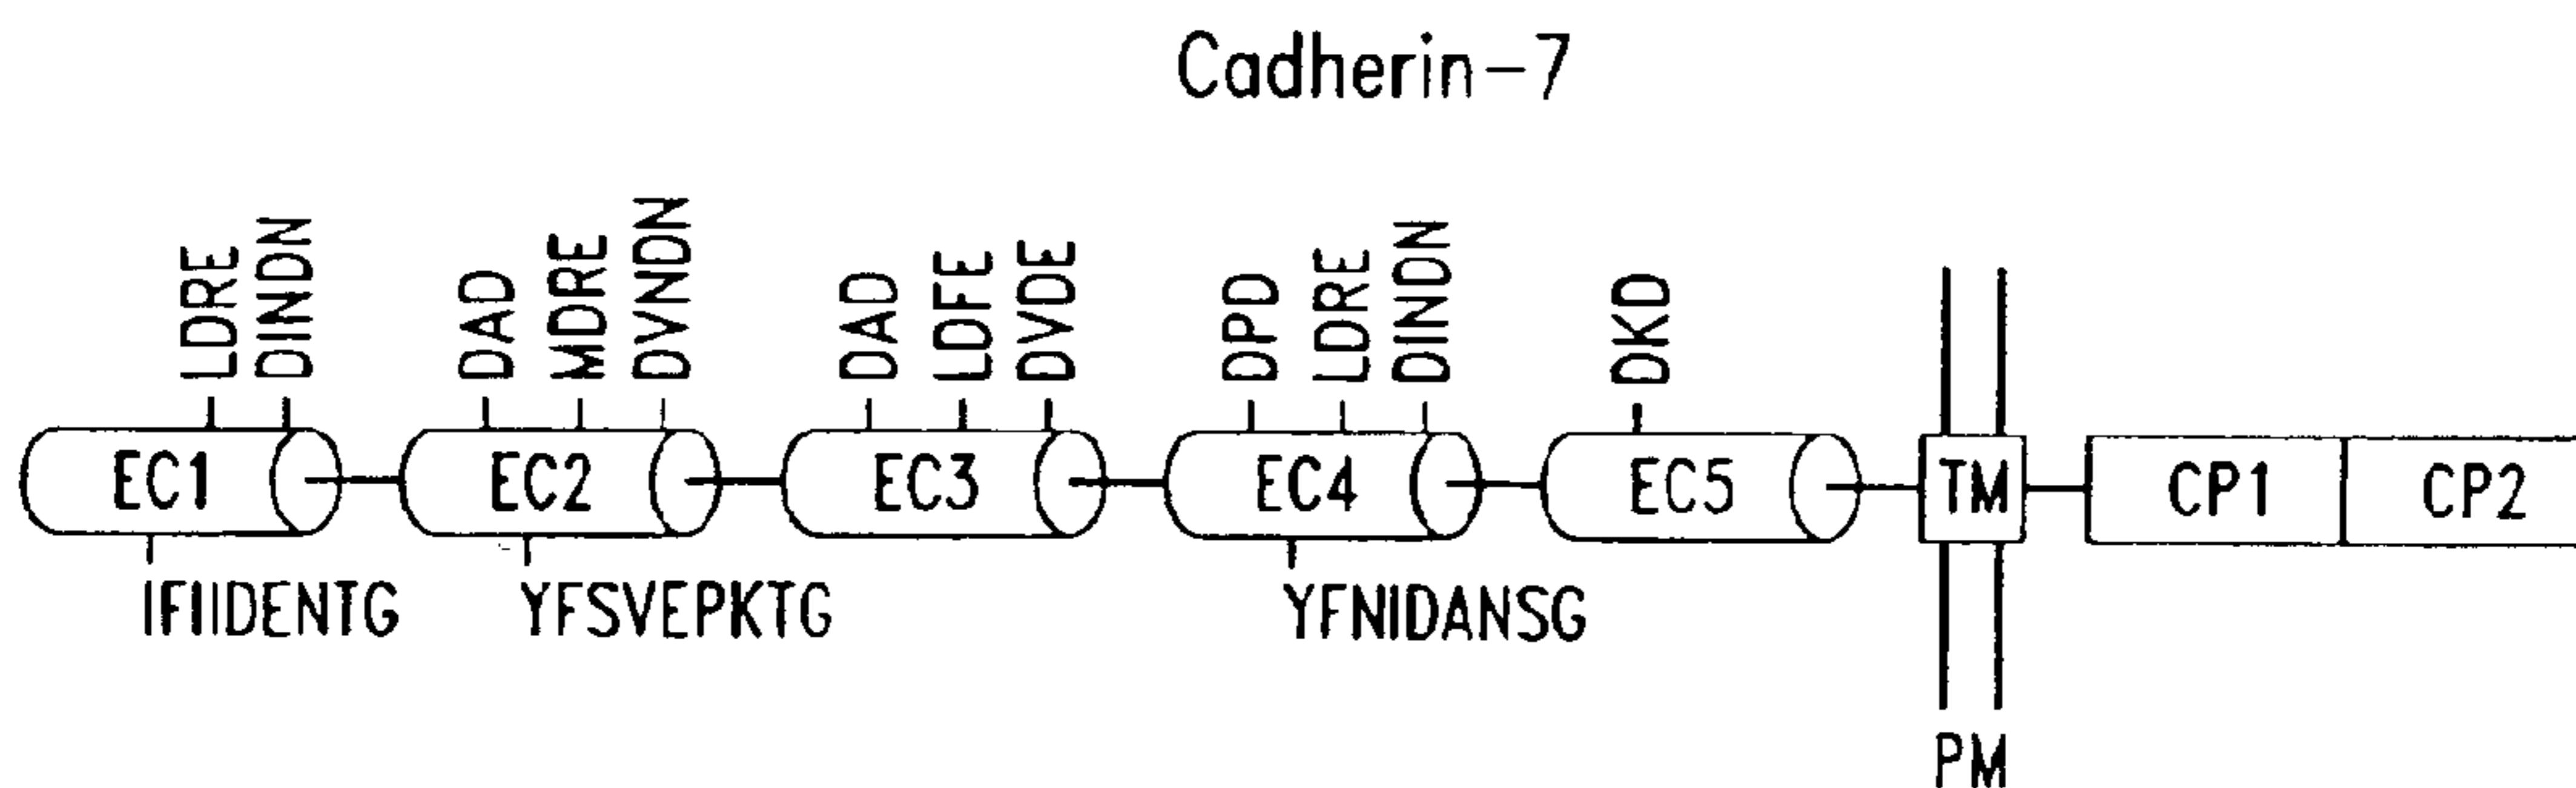 Cadherin-7
LDRE
DINDN
DAD
MDRE
DVNDN
DAD
LDFE
DVDE
DPD
LDRE
DINDN
DKD
EC1
EC2
EC3
EC4
EC5
TM
CP1
CP2
IFIIDENTG
YFSVEPKTG
YFNIDANSG
PM